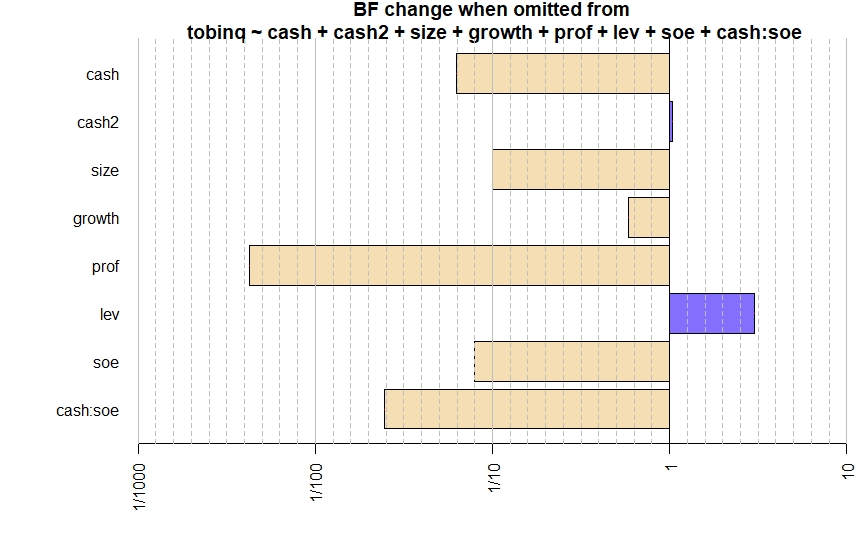 BF change when omitted from
tobinq ~ cash + cash2 + size + growth + prof + lev + soe + cash:soe
cash
cash2
size
growth
prof
lev
soe
cash:soe
1/1000
1/100
1/10
1
10